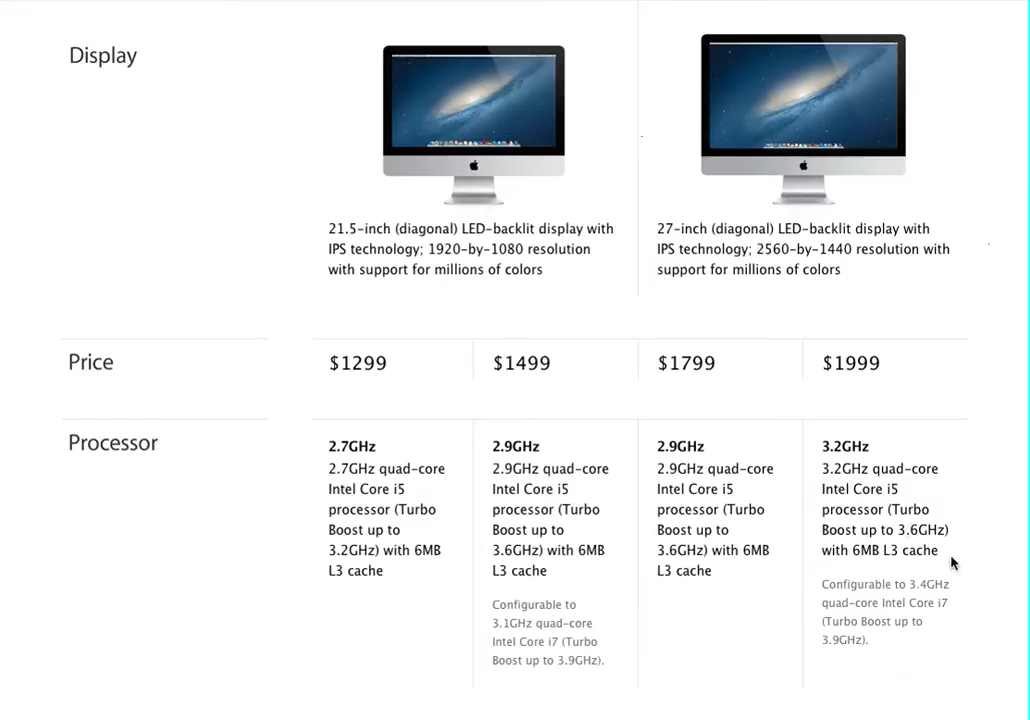 Display
21.5-inch (diagonal) LED-backlit display with
IPS technology; 1920-by-1080 resolution
with support for millions of colors
27-inch (diagonal) LED-backlit display with
IPS technology; 2560-by-1440 resolution with
support for millions of colors
Price
$1299
$1499
$1799
$1999
Processor
2.7GHz
2.7GHz quad-core
Intel Core i5
processor (Turbo
Boost up to
3.2GHz) with 6MB
L3 cache
2.9GHz
2.9GHz quad-core
Intel Core i5
processor (Turbo
Boost up to
3.6GHz) with 6MB
L3 cache
Configurable to
3.1GHz quad-core
Intel Core i7 (Turbo
Boost up to 3.9GHz).
2.9GHz
2.9GHz quad-core
Intel Core i5
processor (Turbo
Boost up to
3.6GHz) with 6MB
L3 cache
3.2GHz
3.2GHz quad-core
Intel Core i5
processor (Turbo
Boost up to 3.6GHz)
with 6MB L3 cache
Configurable to 3.4GHz
quad-core Intel Core i7
(Turbo Boost up to
3.9GHz).